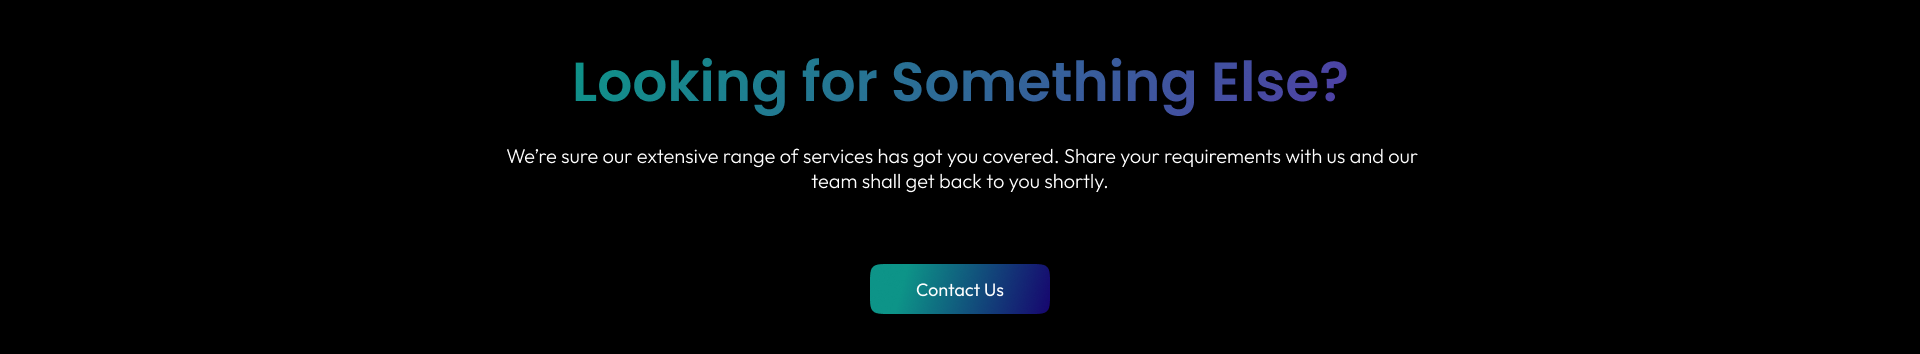 Looking for Something Else?
We’re sure our extensive range of services has got you covered. Share your requirements with us and our
team shall get back to you shortly.
Contact Us